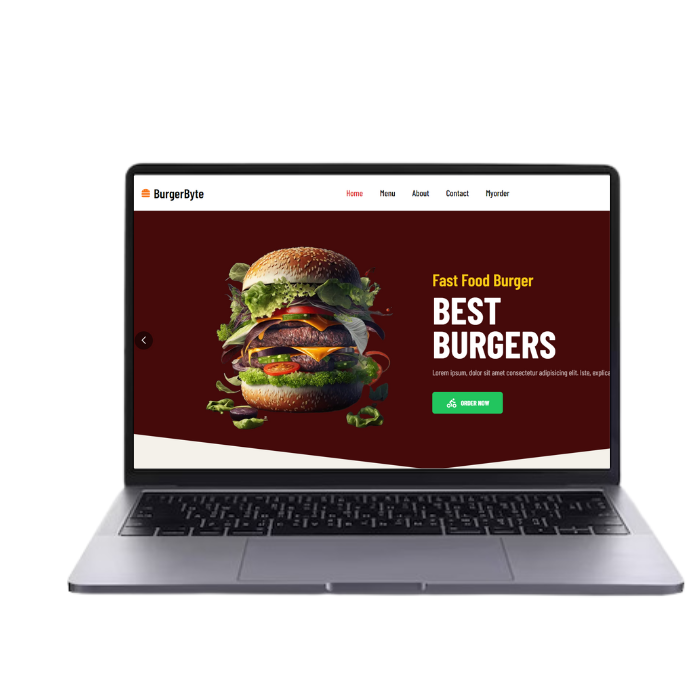 BurgerByte
Home Menu About Contact Myorder
Fast Food Burger
BEST
BURGERS
Lorem ipsum, dolor sit amet consectetur adipisicing elit. Iste, explica
ORDER NOW